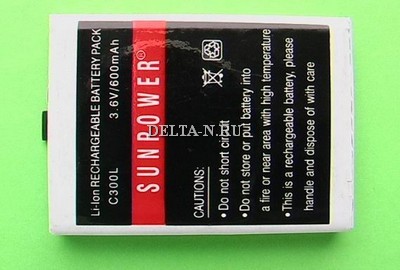 Li-Ion RECHARGEABLE BATTERY PACK
3.6V/600mAh
C300L
SUNPOWER®
CAUTIONS:
• Do not short circuit
• Do not store or put battery into
a fire or near area with high temperature
• This is a rechargeable battery, please
handle and dispose of with care
DELTA-N.RU